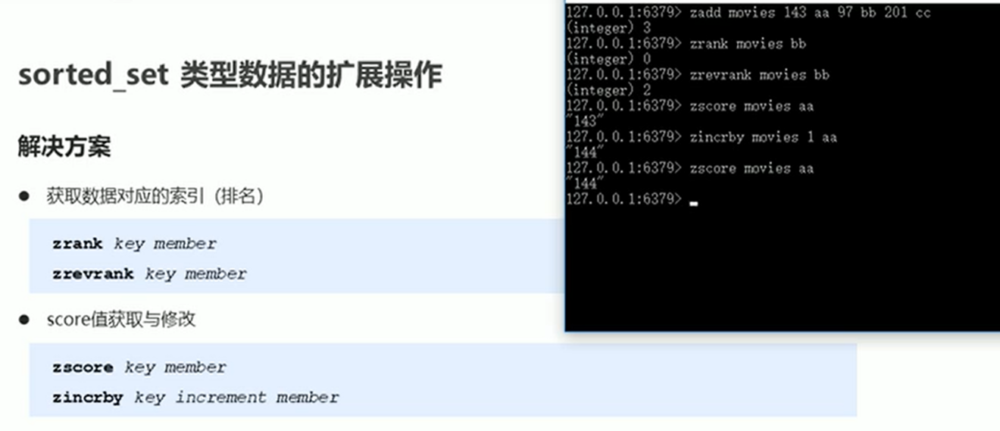 sorted_set 类型数据的扩展操作
解决方案
● 获取数据对应的索引（排名）
zrank key member
zrevrank key member
● score值获取与修改
zscore key member
zincrby key increment member
127.0.0.1:6379> zadd movies 143 aa 97 bb 201 cc
(integer) 3
127.0.0.1:6379> zrank movies bb
(integer) 0
127.0.0.1:6379> zrevrank movies bb
(integer) 2
127.0.0.1:6379> zscore movies aa
"143"
127.0.0.1:6379> zincrby movies 1 aa
"144"
127.0.0.1:6379> zscore movies aa
"144"
127.0.0.1:6379>